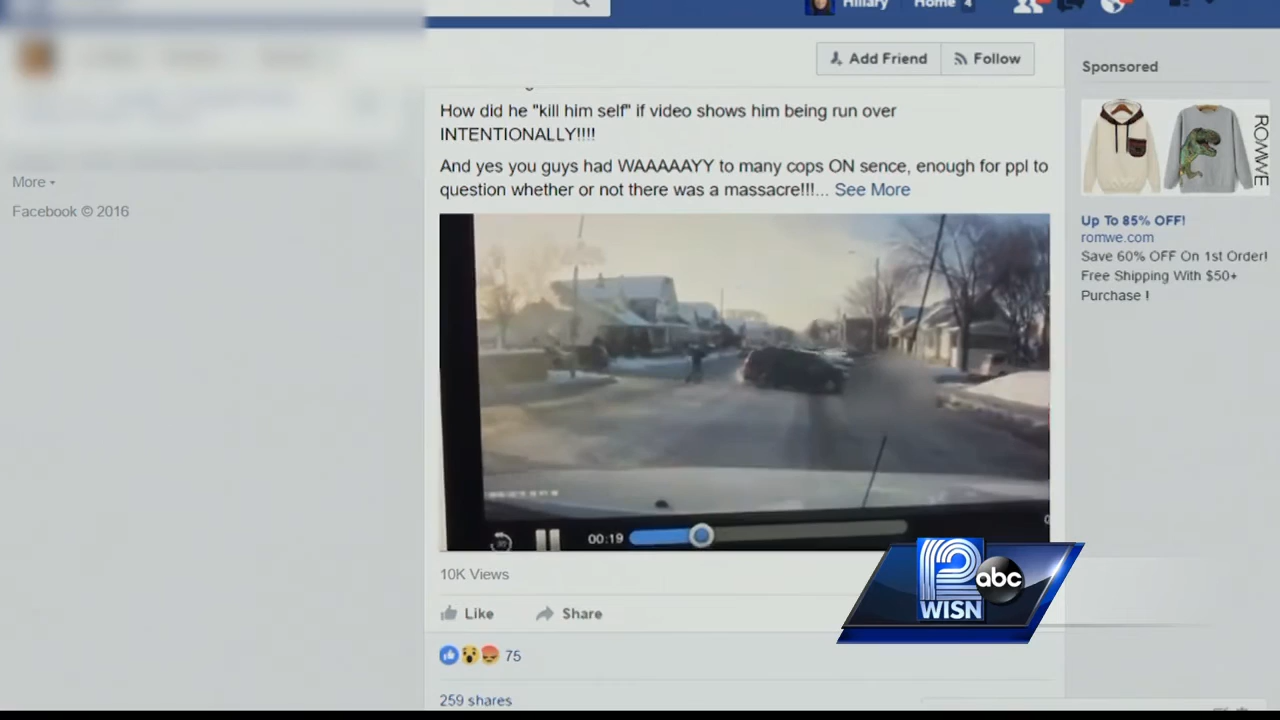 Hillary
Home 4
Add Friend
Follow
How did he "kill him self" if video shows him being run over
INTENTIONALLY!!!!
And yes you guys had WAAAAAYY to many cops ON sence, enough for ppl to
question whether or not there was a massacre!!!... See More
Sponsored
ROMWE
Up To 85% OFF!
romwe.com
Save 60% OFF On 1st Order!
Free Shipping With $50+
Purchase !
More
Facebook © 2016
00:19
10K Views
Like
Share
75
259 shares
12
abc
WISN